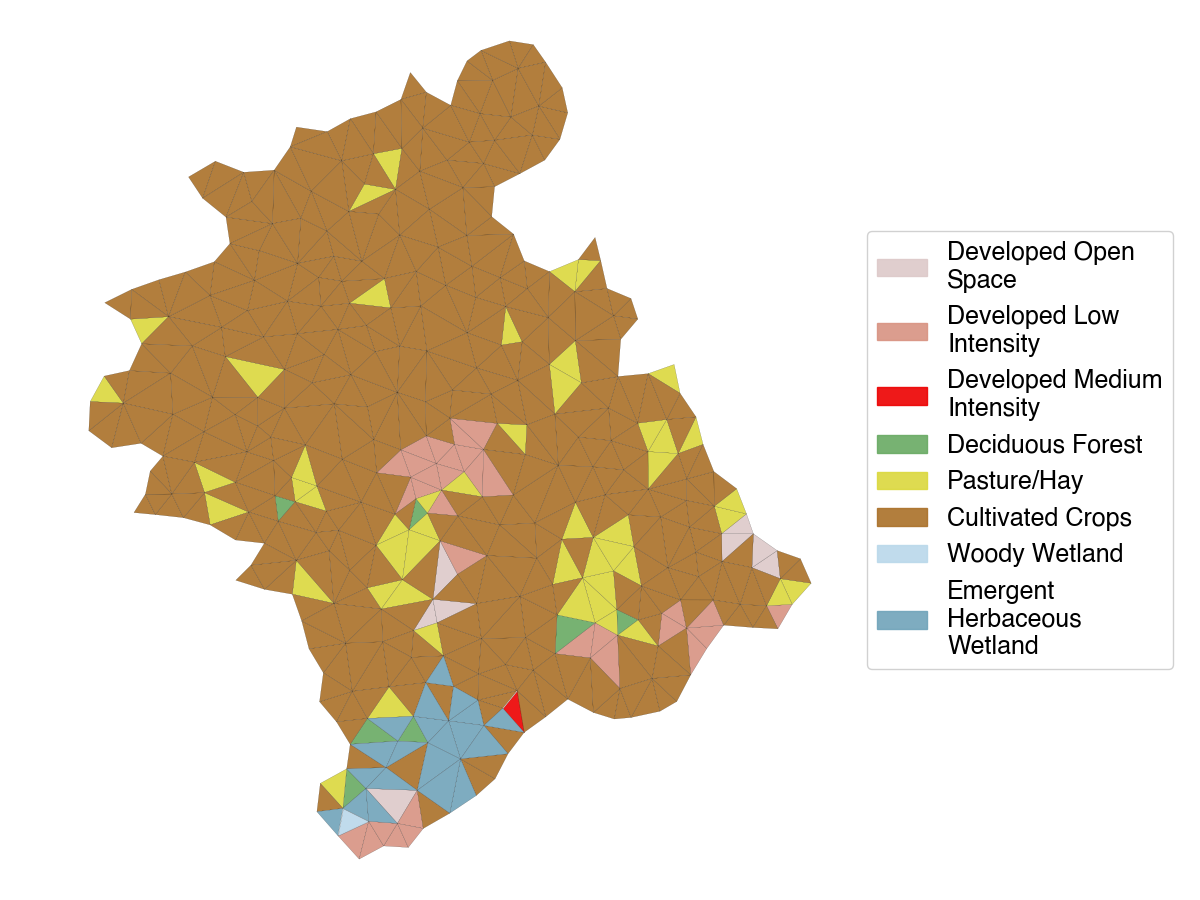 Developed Open
Space
Developed Low
Intensity
Developed Medium
Intensity
Deciduous Forest
Pasture/Hay
Cultivated Crops
Woody Wetland
Emergent
Herbaceous
Wetland